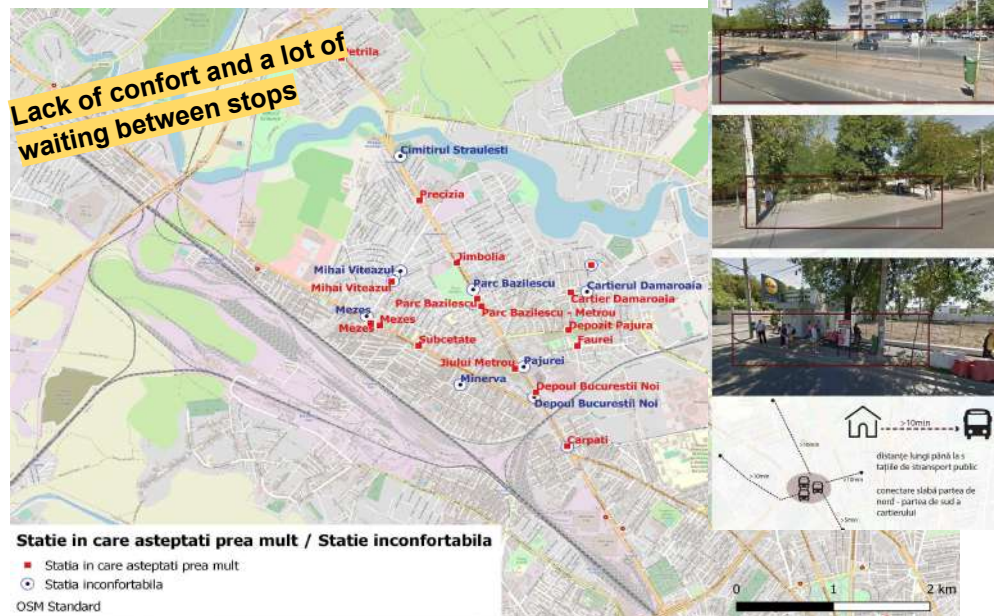 Lack of confort and a lot of
waiting between stops
Petrila
Cimitirul Straulesti
Precizia
Jimbolia
Mihai Viteazul
Mihai Viteazul
Parc Bazilescu
Cartierul Damaroaia
Parc Bazilescu
Cartier Damaroaia
Parc Bazilescu - Metrou
Mezes
Mezes
Mezes
Depozit Pajura
Subcetate
Faurei
Jiului Metrou
Pajurei
Minerva
Depoul Bucurestii Noi
Depoul Bucurestii Noi
Carpati
Statie in care asteptati prea mult / Statie inconfortabila
Statie in care asteptati prea mult
Statia inconfortabila
OSM Standard
0 1 2 km
>10min
distanțe lungi până la s
tațiile de stransport public
conectare slabă partea de
nord - partea de sud a
cartierului
>5min